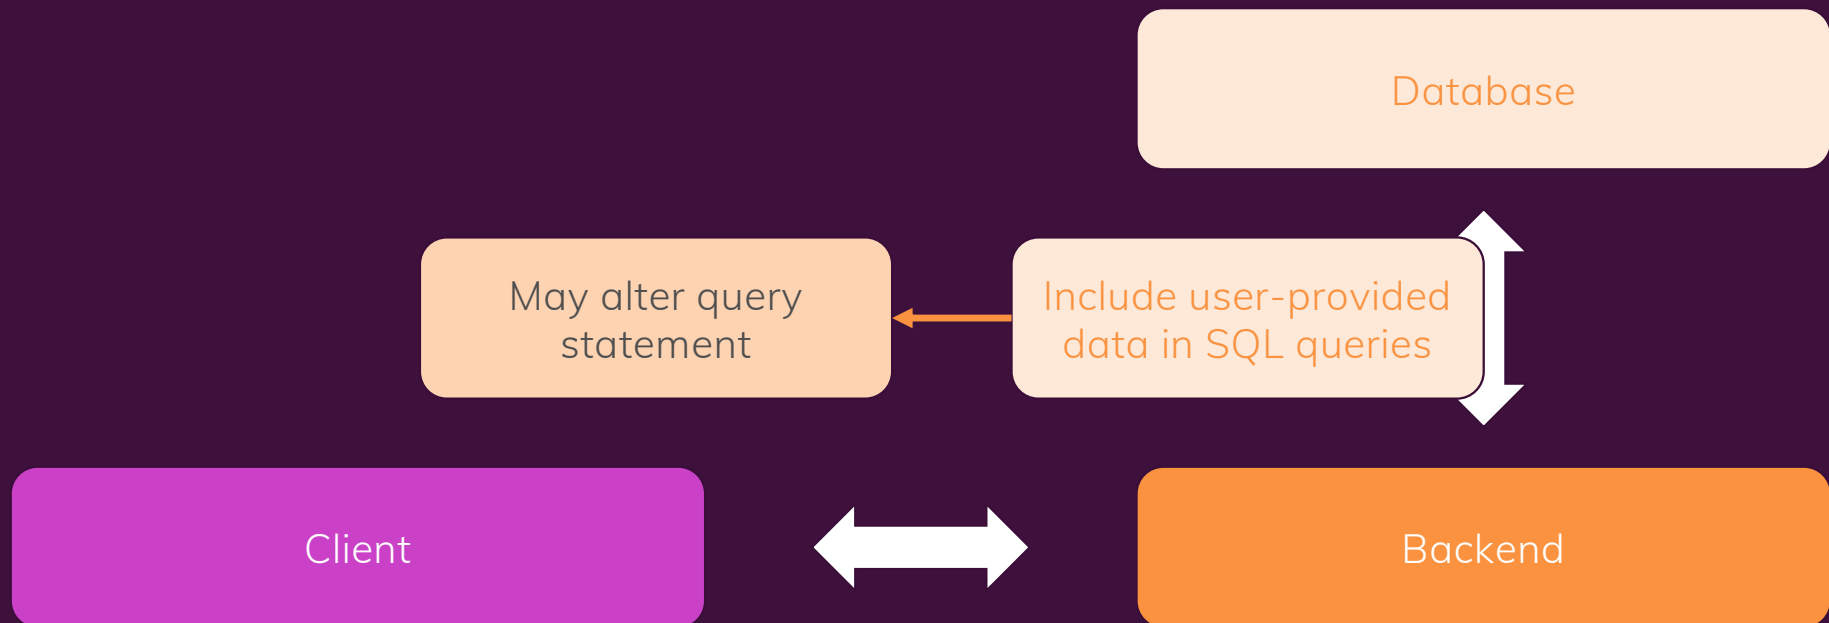 Database
May alter query
statement
Include user-provided
data in SQL queries
Client
Backend